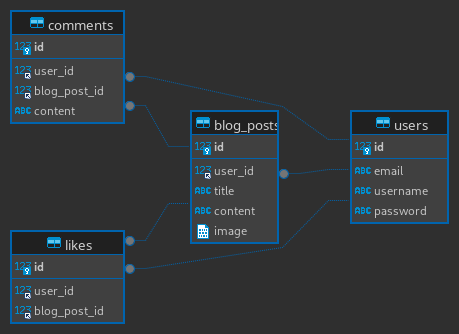 comments
123 id
123 user_id
123 blog_post_id
ABC content
blog_posts
123 id
123 user_id
ABC title
ABC content
image
users
123 id
ABC email
ABC username
ABC password
likes
123 id
123 user_id
123 blog_post_id